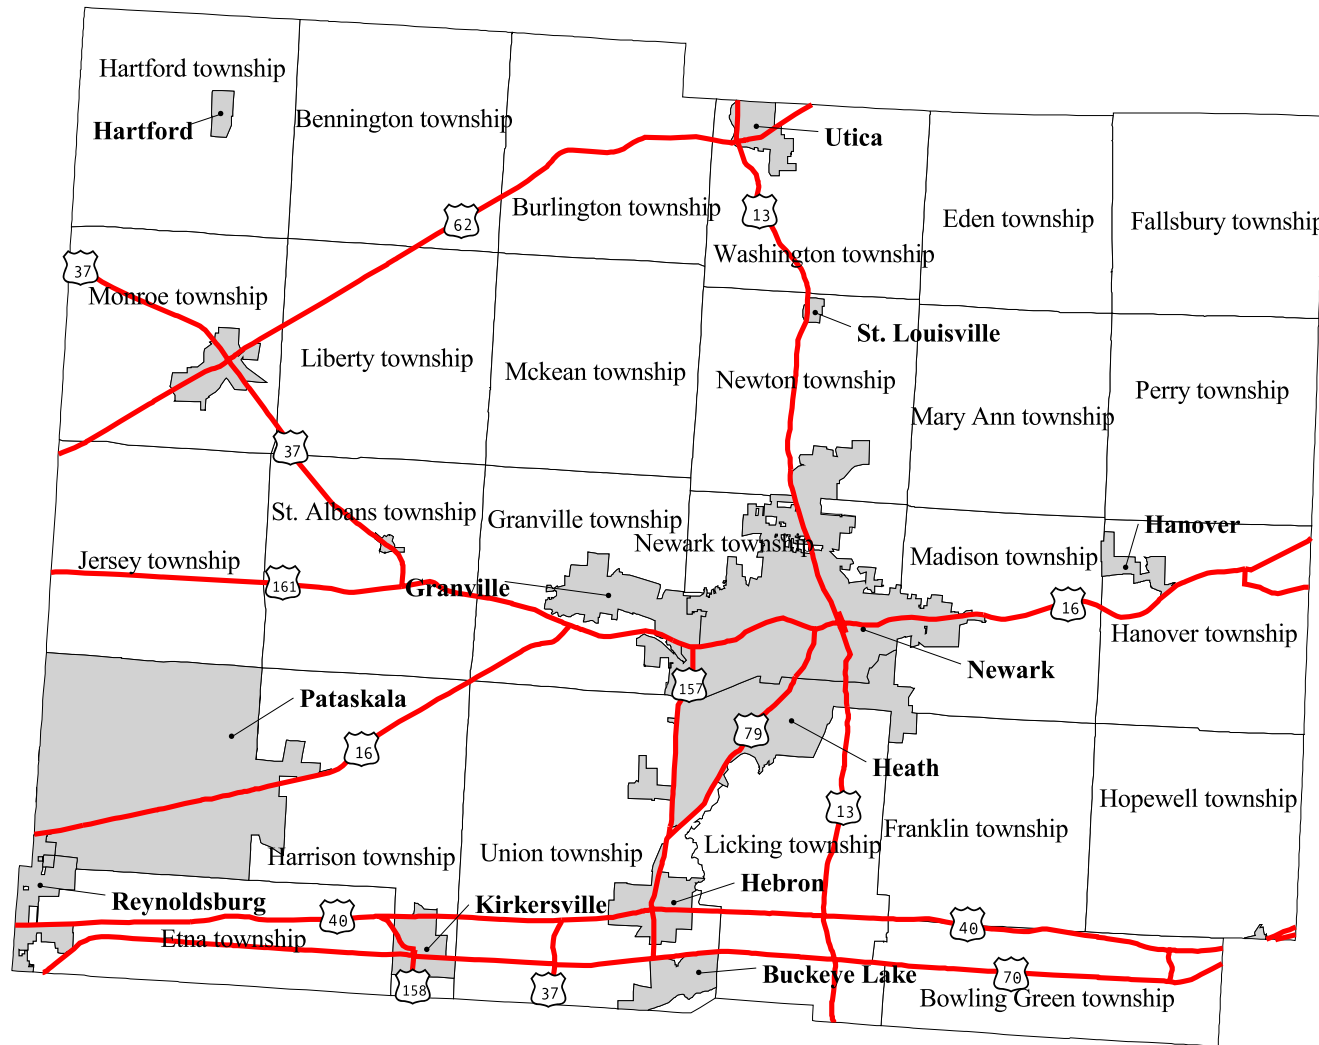 Hartford township
Hartford
Bennington township
Utica
62
Burlington township
13
Eden township
Fallsbury township
Washington township
37
Monroe township
St. Louisville
Liberty township
Mckean township
Newton township
Perry township
Mary Ann township
37
St. Albans township
Granville township
Newark township
Hanover
Jersey township
Madison township
161
Granville
16
Hanover township
Newark
157
Pataskala
79
16
Heath
13
Hopewell township
Franklin township
Harrison township
Union township
Licking township
Hebron
Reynoldsburg
Kirkersville
40
40
Etna township
Buckeye Lake
70
158
37
Bowling Green township